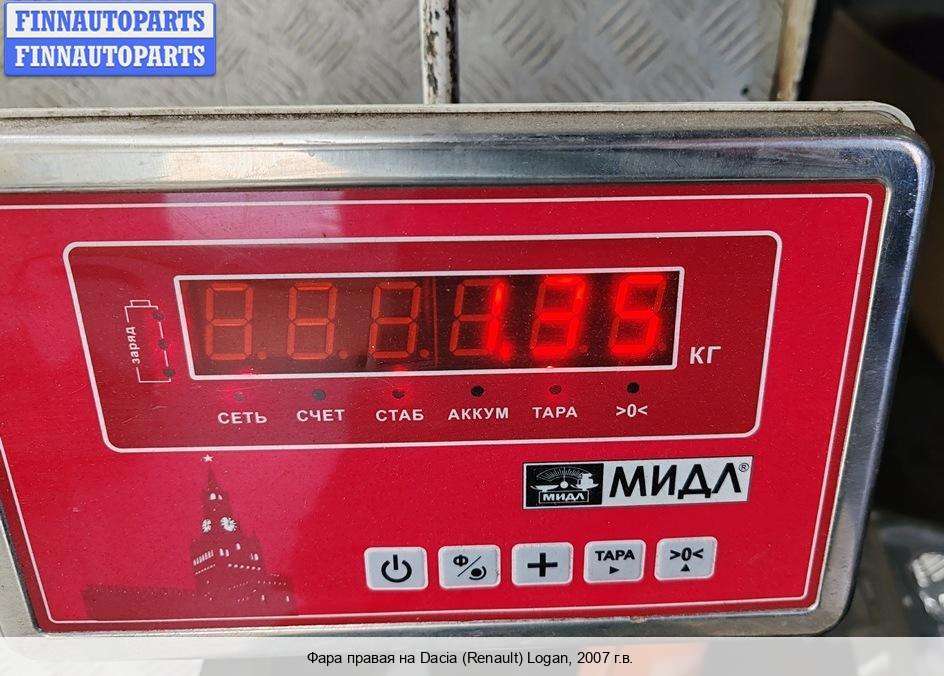 FINNAUTOPARTS
FINNAUTOPARTS
заряд
1.35
КГ
СЕТЬ СЧЕТ СТАБ АККУМ ТАРА >0<
МИДЛ МИДЛ®
Ф/ + ТАРА >0<
Фара правая на Dacia (Renault) Logan, 2007 г.в.